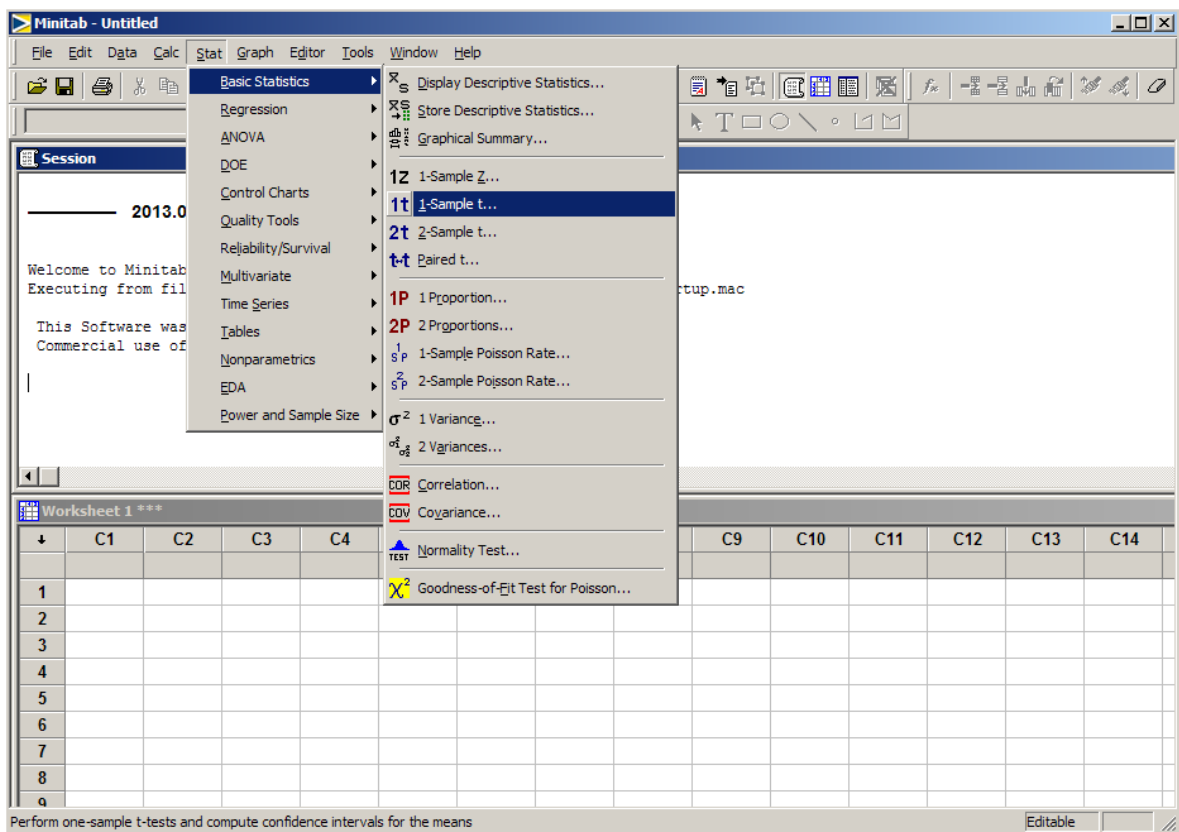 Minitab - Untitled
File Edit Data Calc Stat Graph Editor Tools Window Help
Session
2013.0
Welcome to Minitab
Executing from fil
rtup.mac
This Software was
Commercial use of
Basic Statistics
Regression
ANOVA
DOE
Control Charts
Quality Tools
Reliability/Survival
Multivariate
Time Series
Tables
Nonparametrics
EDA
Power and Sample Size
Display Descriptive Statistics...
Store Descriptive Statistics...
Graphical Summary...
1Z 1-Sample Z...
1t 1-Sample t...
2t 2-Sample t...
t-t Paired t...
1P 1 Proportion...
2P 2 Proportions...
1-Sample Poisson Rate...
2-Sample Poisson Rate...
σ² 1 Variance...
2 Variances...
COR Correlation...
COV Covariance...
TEST Normality Test...
χ² Goodness-of-Fit Test for Poisson...
Worksheet 1 ***
C1 C2 C3 C4 C9 C10 C11 C12 C13 C14
1
2
3
4
5
6
7
8
9
Perform one-sample t-tests and compute confidence intervals for the means Editable